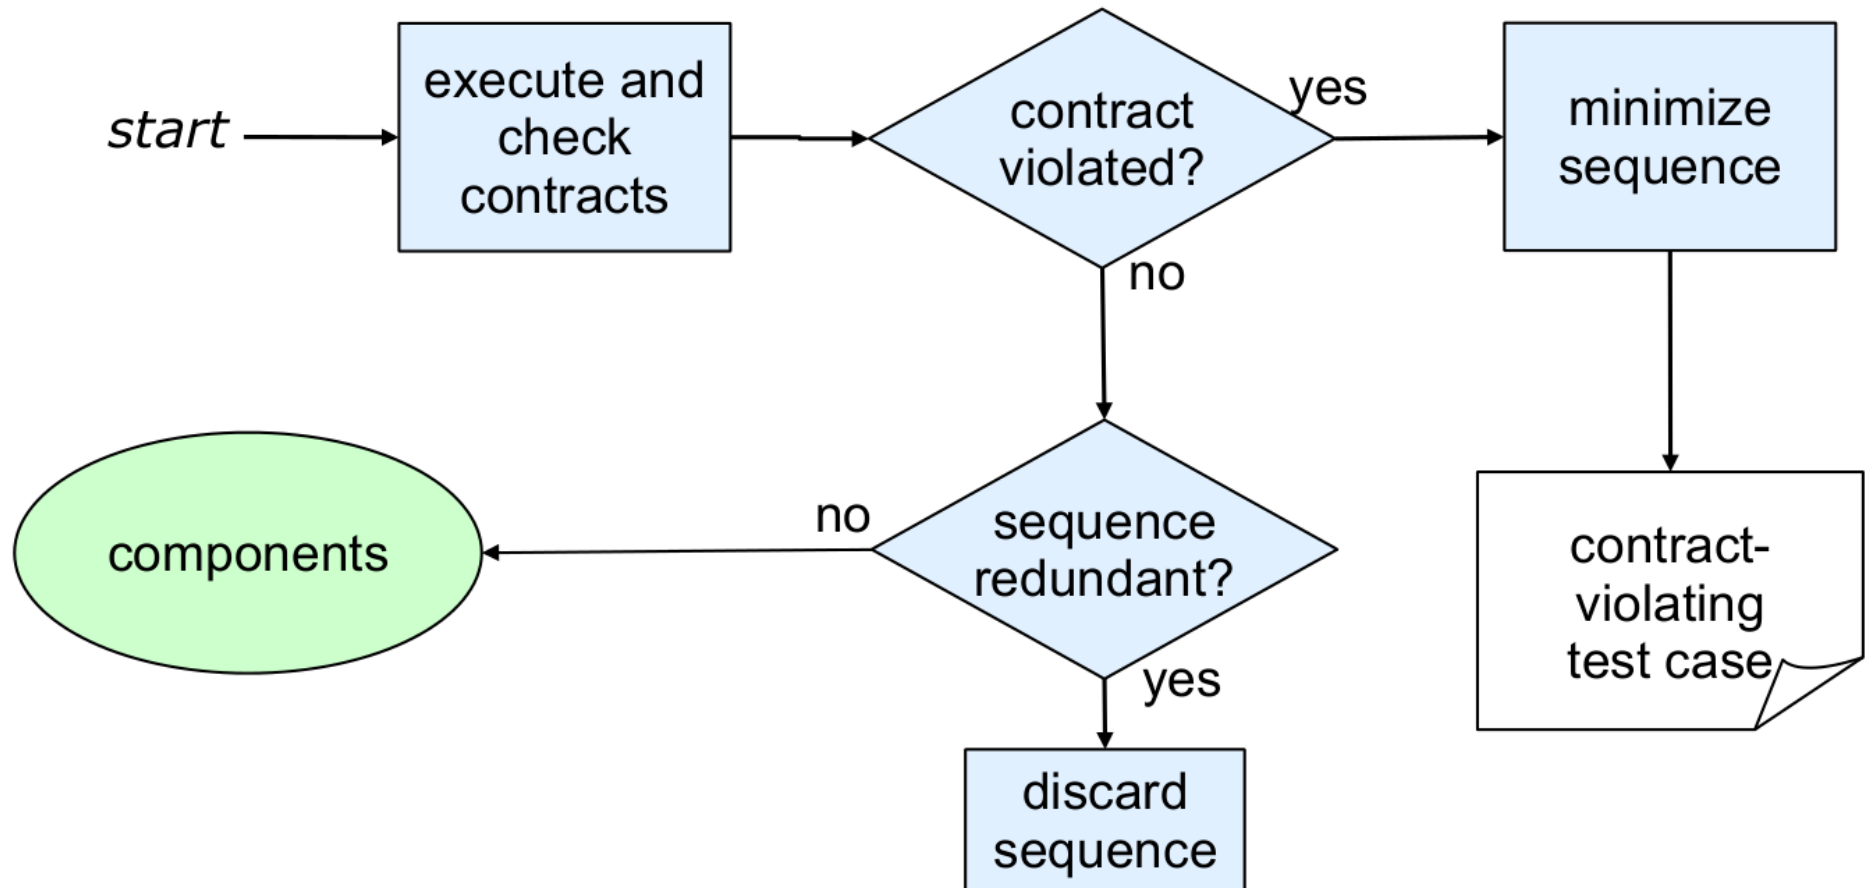 start
execute and
check
contracts
contract
violated?
yes
minimize
sequence
no
components
no
sequence
redundant?
contract-
violating
test case
yes
discard
sequence